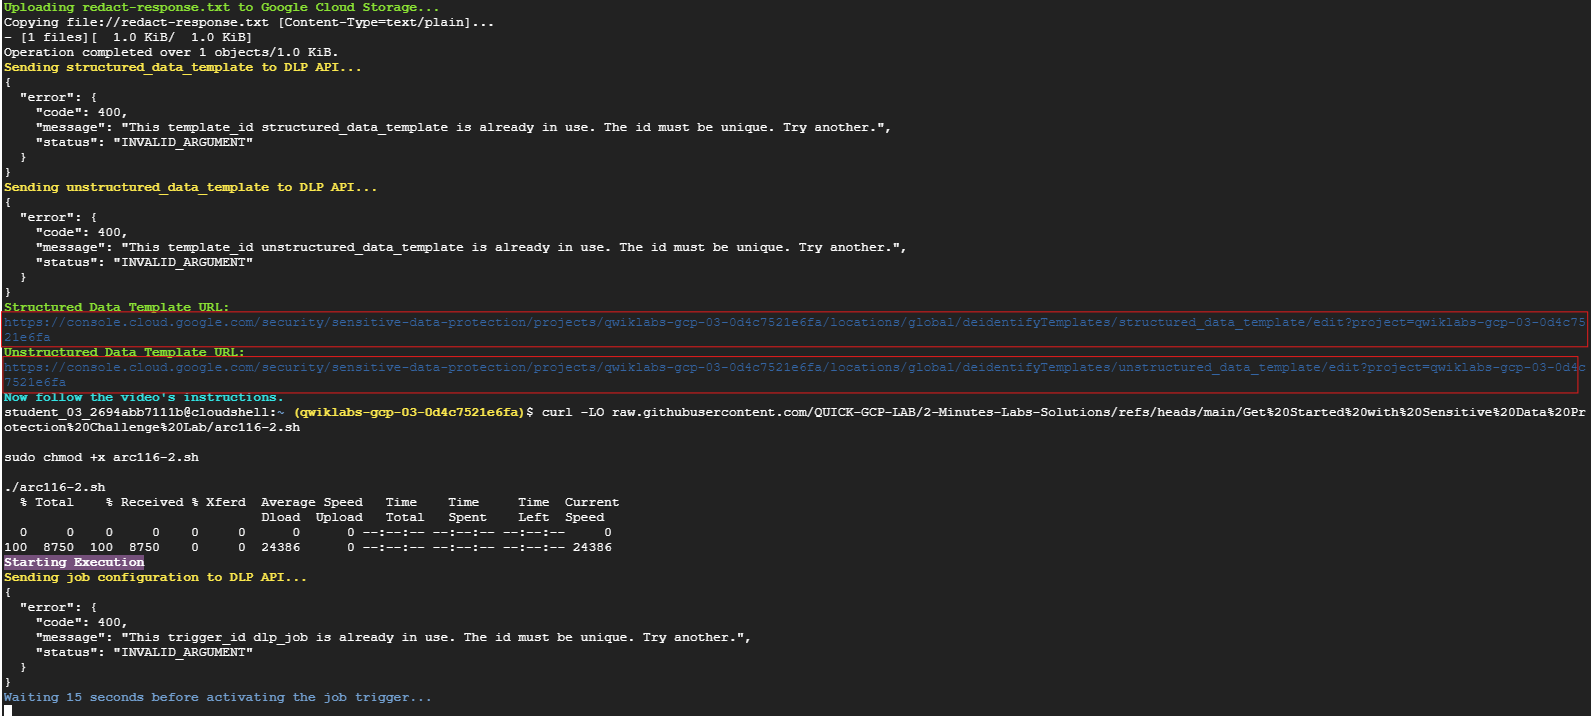 Uploading redact-response.txt to Google Cloud Storage...
Copying file://redact-response.txt [Content-Type=text/plain]...
- [1 files][  1.0 KiB/  1.0 KiB]
Operation completed over 1 objects/1.0 KiB.
Sending structured_data_template to DLP API...
{
  "error": {
    "code": 400,
    "message": "This template_id structured_data_template is already in use. The id must be unique. Try another.",
    "status": "INVALID_ARGUMENT"
  }
}
Sending unstructured_data_template to DLP API...
{
  "error": {
    "code": 400,
    "message": "This template_id unstructured_data_template is already in use. The id must be unique. Try another.",
    "status": "INVALID_ARGUMENT"
  }
}
Structured Data Template URL:
https://console.cloud.google.com/security/sensitive-data-protection/projects/qwiklabs-gcp-03-0d4c7521e6fa/locations/global/deidentifyTemplates/structured_data_template/edit?project=qwiklabs-gcp-03-0d4c75
21e6fa
Unstructured Data Template URL:
https://console.cloud.google.com/security/sensitive-data-protection/projects/qwiklabs-gcp-03-0d4c7521e6fa/locations/global/deidentifyTemplates/unstructured_data_template/edit?project=qwiklabs-gcp-03-0d4c
7521e6fa
Now follow the video's instructions.
student_03_2694abb7111b@cloudshell:~ (qwiklabs-gcp-03-0d4c7521e6fa)$ curl -LO raw.githubusercontent.com/QUICK-GCP-LAB/2-Minutes-Labs-Solutions/refs/heads/main/Get%20Started%20with%20Sensitive%20Data%20Pr
otection%20Challenge%20Lab/arc116-2.sh
sudo chmod +x arc116-2.sh
./arc116-2.sh
  % Total    % Received % Xferd  Average Speed   Time    Time     Time  Current
                                 Dload  Upload   Total   Spent    Left  Speed
  0     0    0     0    0     0      0      0 --:--:-- --:--:-- --:--:--     0
100  8750  100  8750    0     0  24386      0 --:--:-- --:--:-- --:--:-- 24386
Starting Execution
Sending job configuration to DLP API...
{
  "error": {
    "code": 400,
    "message": "This trigger_id dlp_job is already in use. The id must be unique. Try another.",
    "status": "INVALID_ARGUMENT"
  }
}
Waiting 15 seconds before activating the job trigger...